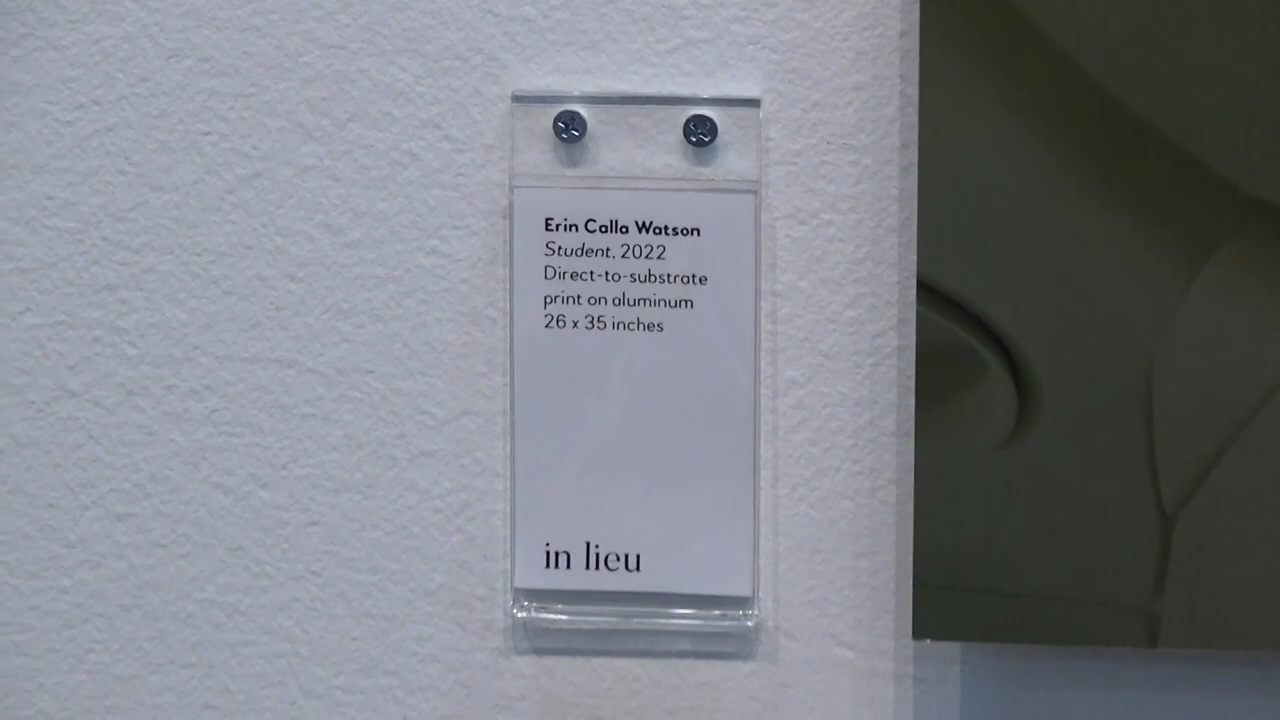 Erin Calla Watson
Student, 2022
Direct-to-substrate
print on aluminum
26 x 35 inches
in lieu